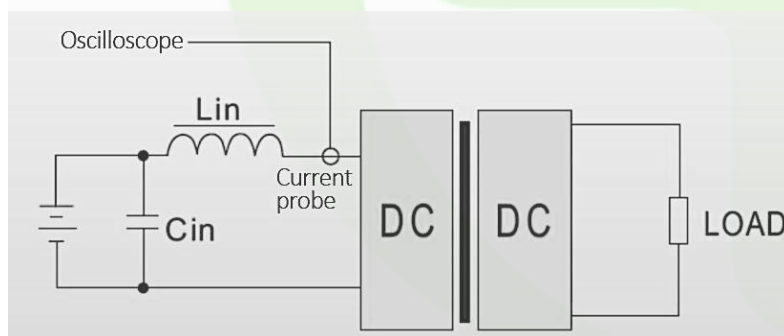 Oscilloscope
Lin
Current
probe
Cin
DC
DC
LOAD